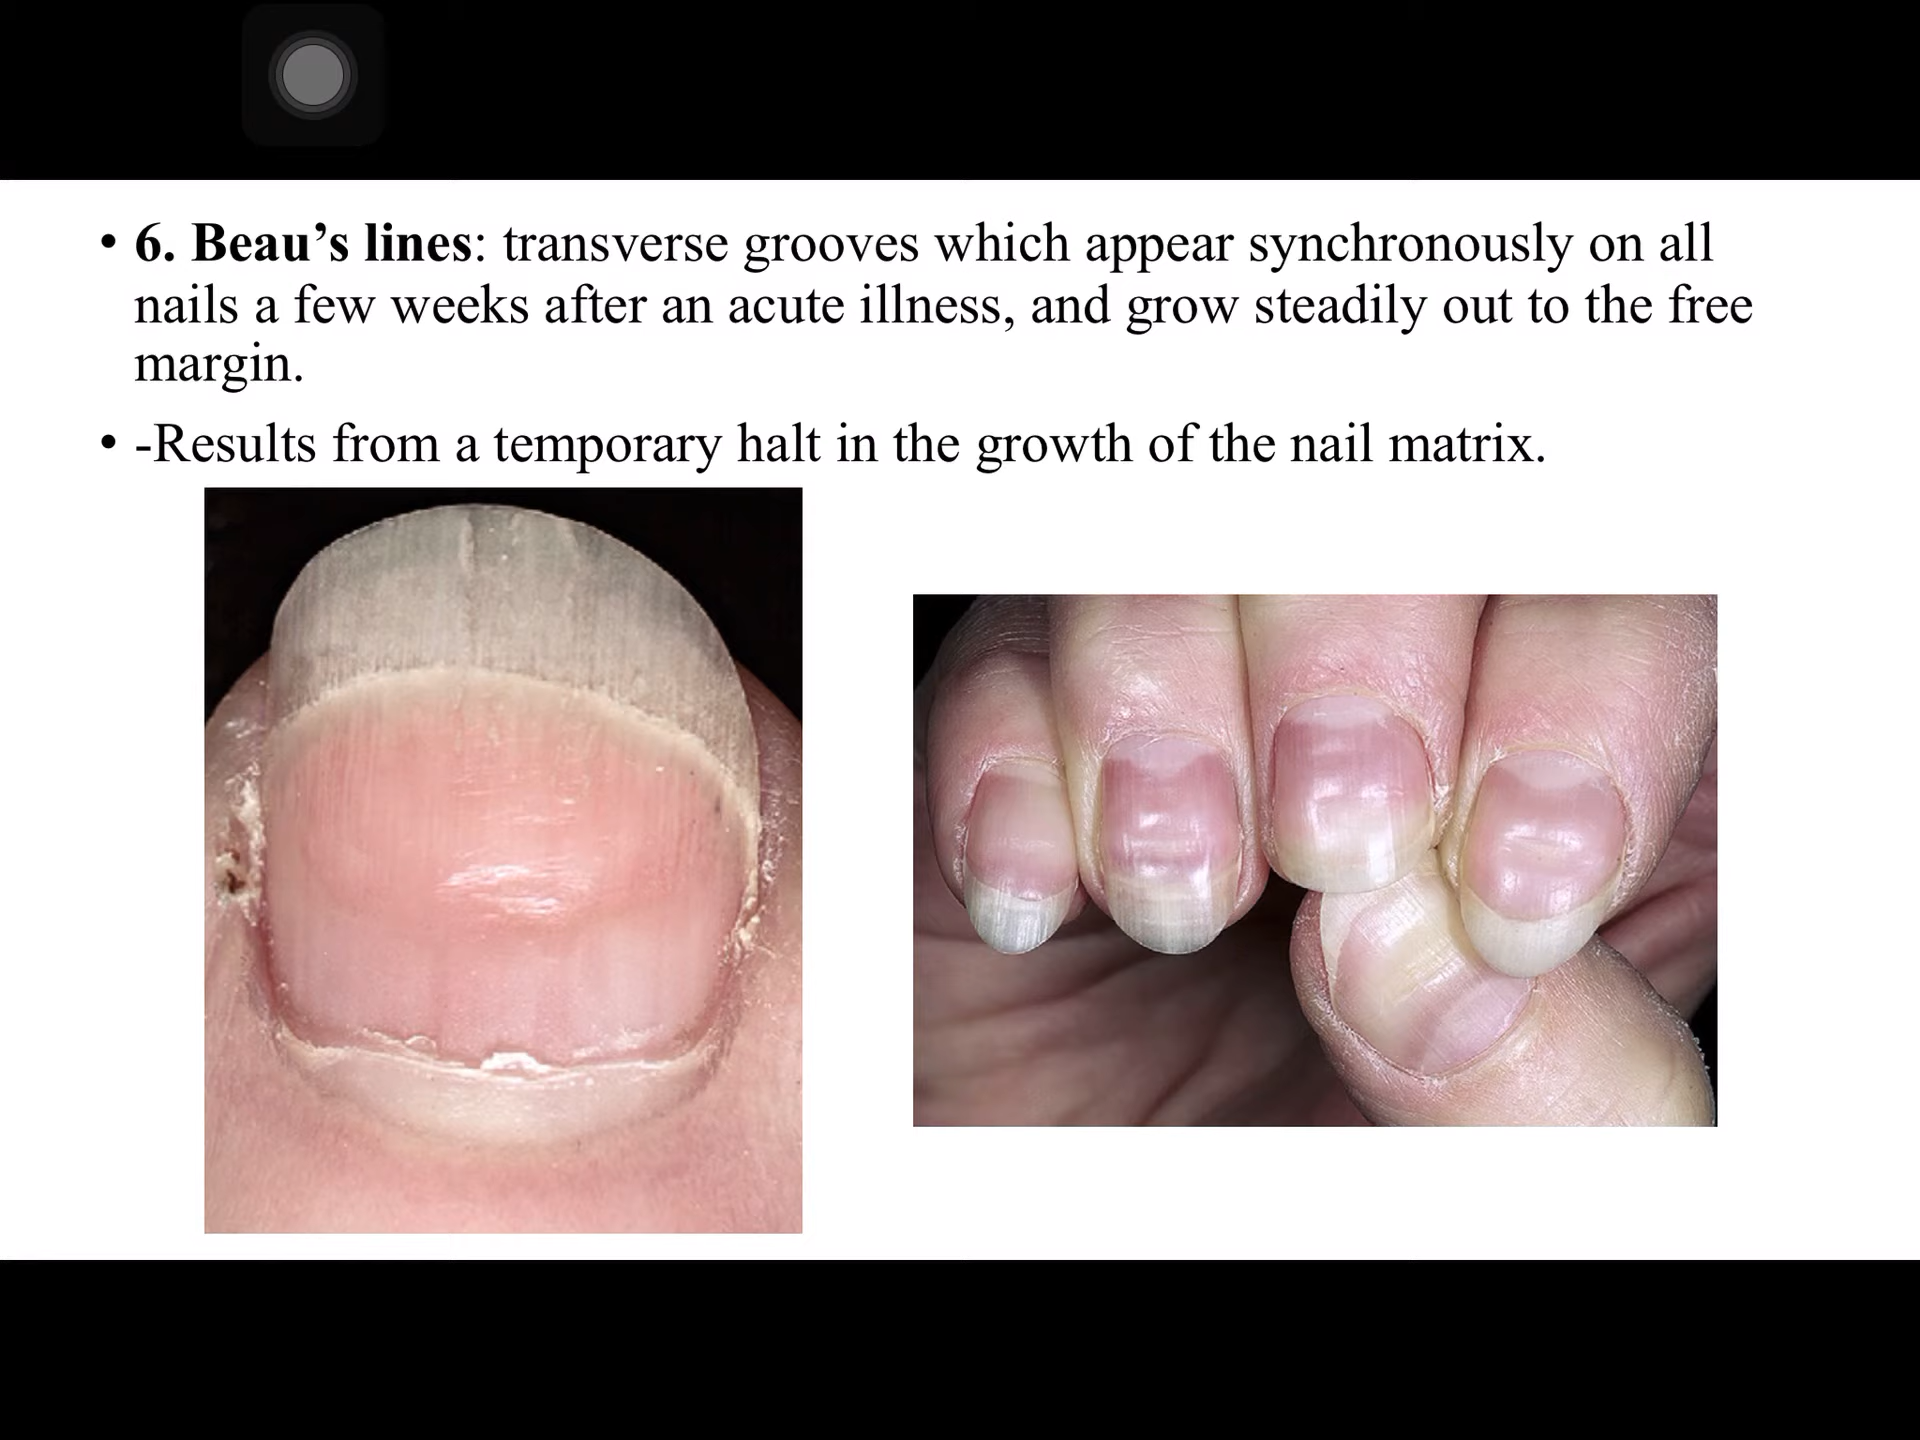 • 6. Beau’s lines: transverse grooves which appear synchronously on all
nails a few weeks after an acute illness, and grow steadily out to the free
margin.
• -Results from a temporary halt in the growth of the nail matrix.